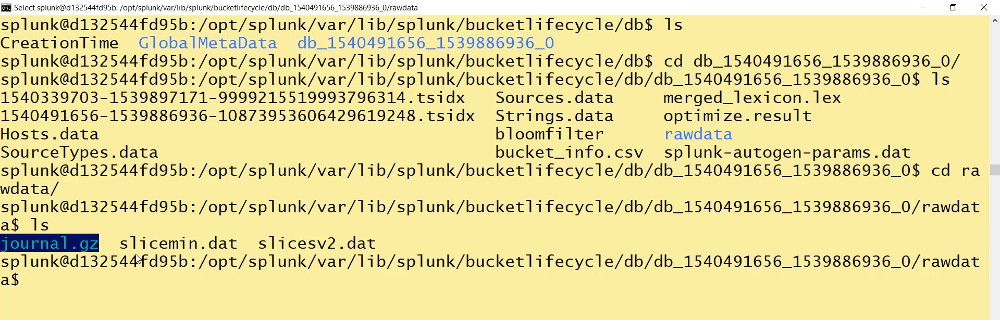 Select splunk@d132544fd95b: /opt/splunk/var/lib/splunk/bucketlifecycle/db/db_1540491656_1539886936_0/rawdata
splunk@d132544fd95b:/opt/splunk/var/lib/splunk/bucketlifecycle/db$ ls
CreationTime  GlobalMetaData  db_1540491656_1539886936_0
splunk@d132544fd95b:/opt/splunk/var/lib/splunk/bucketlifecycle/db$ cd db_1540491656_1539886936_0/
splunk@d132544fd95b:/opt/splunk/var/lib/splunk/bucketlifecycle/db/db_1540491656_1539886936_0$ ls
1540339703-1539897171-9999215519993796314.tsidx   Sources.data     merged_lexicon.lex
1540491656-1539886936-10873953606429619248.tsidx  Strings.data     optimize.result
Hosts.data                                        bloomfilter      rawdata
SourceTypes.data                                  bucket_info.csv  splunk-autogen-params.dat
splunk@d132544fd95b:/opt/splunk/var/lib/splunk/bucketlifecycle/db/db_1540491656_1539886936_0$ cd ra
wdata/
splunk@d132544fd95b:/opt/splunk/var/lib/splunk/bucketlifecycle/db/db_1540491656_1539886936_0/rawdat
a$ ls
journal.gz  slicemin.dat  slicesv2.dat
splunk@d132544fd95b:/opt/splunk/var/lib/splunk/bucketlifecycle/db/db_1540491656_1539886936_0/rawdat
a$